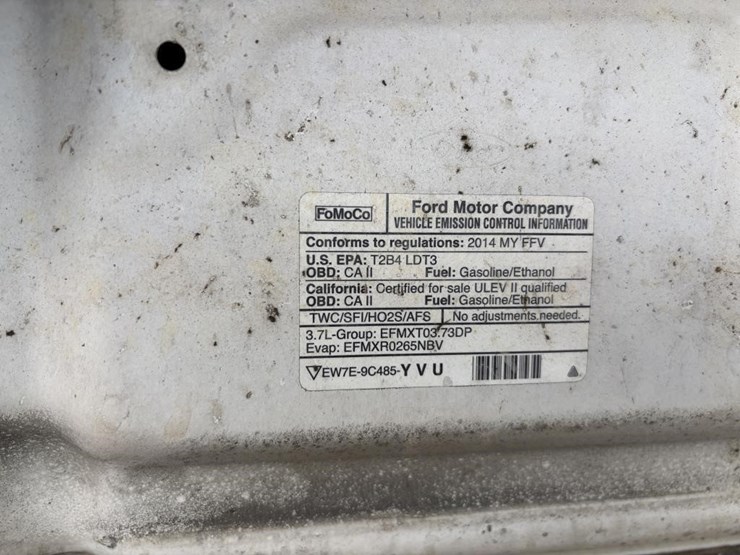 FoMoCo
Ford Motor Company
VEHICLE EMISSION CONTROL INFORMATION
Conforms to regulations: 2014 MY FFV
U.S. EPA: T2B4 LDT3
OBD: CA II Fuel: Gasoline/Ethanol
California: Certified for sale ULEV II qualified
OBD: CA II Fuel: Gasoline/Ethanol
TWC/SFI/HO2S/AFS No adjustments needed.
3.7L-Group: EFMXT03.73DP
Evap: EFMXR0265NBV
EW7E-9C485-Y V U